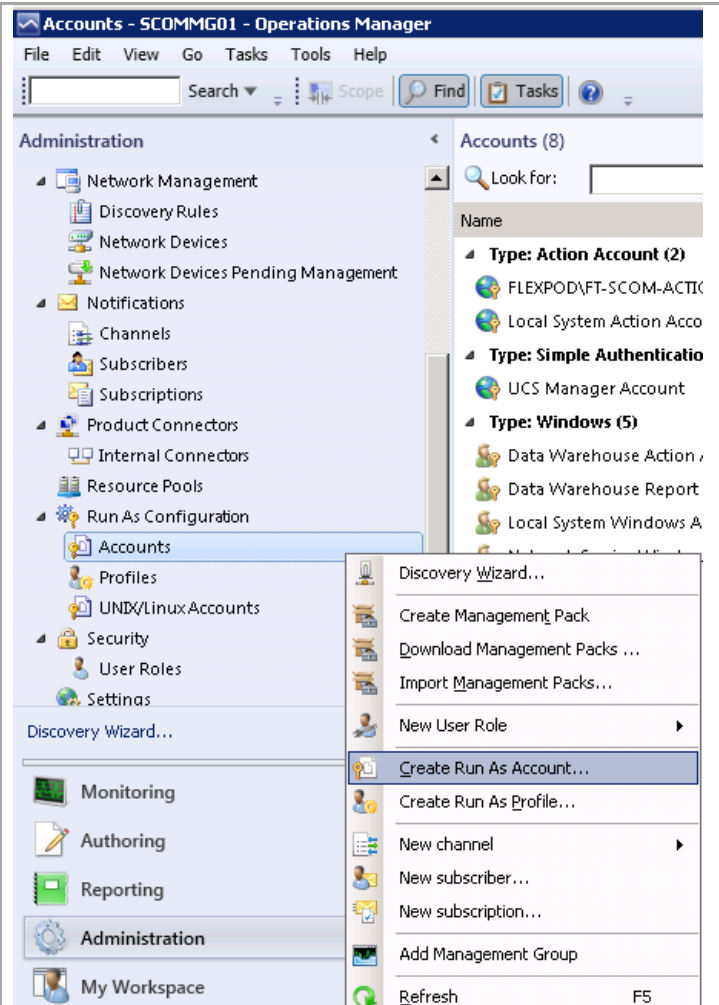 Accounts - SCOMMG01 - Operations Manager
File Edit View Go Tasks Tools Help
Search Scope Find Tasks
Administration
Network Management
Discovery Rules
Network Devices
Network Devices Pending Management
Notifications
Channels
Subscribers
Subscriptions
Product Connectors
Internal Connectors
Resource Pools
Run As Configuration
Accounts
Profiles
UNIX/Linux Accounts
Security
User Roles
Settings
Discovery Wizard...
Monitoring
Authoring
Reporting
Administration
My Workspace
Accounts (8)
Look for:
Name
Type: Action Account (2)
FLEXPOD\FT-SCOM-ACTIO
Local System Action Acco
Type: Simple Authenticatio
UCS Manager Account
Type: Windows (5)
Data Warehouse Action
Data Warehouse Report
Local System Windows A
Discovery Wizard...
Create Management Pack
Download Management Packs ...
Import Management Packs...
New User Role
Create Run As Account...
Create Run As Profile...
New channel
New subscriber...
New subscription...
Add Management Group
Refresh F5